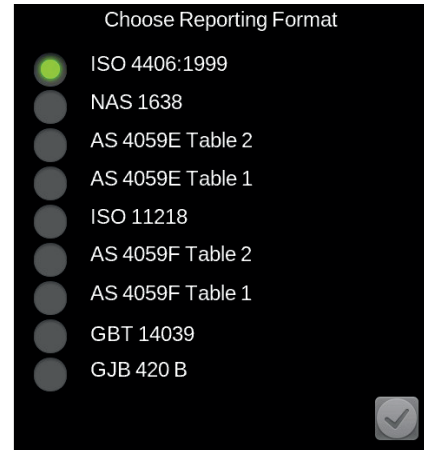 Choose Reporting Format
ISO 4406:1999
NAS 1638
AS 4059E Table 2
AS 4059E Table 1
ISO 11218
AS 4059F Table 2
AS 4059F Table 1
GBT 14039
GJB 420 B